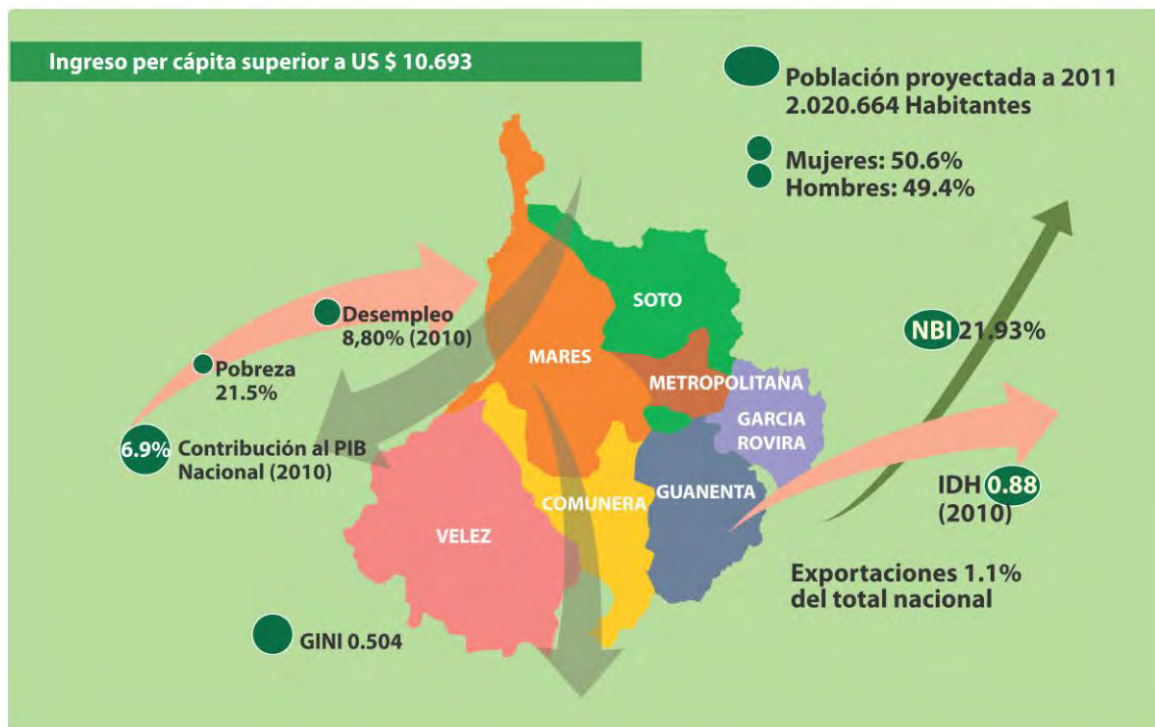 Ingreso per cápita superior a US $ 10.693
Población proyectada a 2011
2.020.664 Habitantes
Mujeres: 50.6%
Hombres: 49.4%
SOTO
MARES
METROPOLITANA
GARCIA
ROVIRA
GUANENTA
COMUNERA
VELEZ
Desempleo
8,80% (2010)
Pobreza
21.5%
6.9% Contribución al PIB
Nacional (2010)
GINI 0.504
NBI 21.93%
IDH 0.88
(2010)
Exportaciones 1.1%
del total nacional